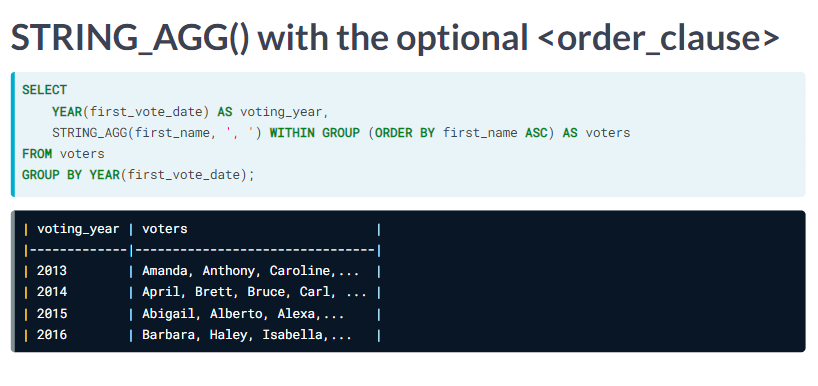 STRING_AGG() with the optional <order_clause>
SELECT
    YEAR(first_vote_date) AS voting_year,
    STRING_AGG(first_name, ', ') WITHIN GROUP (ORDER BY first_name ASC) AS voters
FROM voters
GROUP BY YEAR(first_vote_date);
| voting_year | voters                         |
|-------------|--------------------------------|
| 2013        | Amanda, Anthony, Caroline,...  |
| 2014        | April, Brett, Bruce, Carl, ... |
| 2015        | Abigail, Alberto, Alexa,...    |
| 2016        | Barbara, Haley, Isabella,...   |